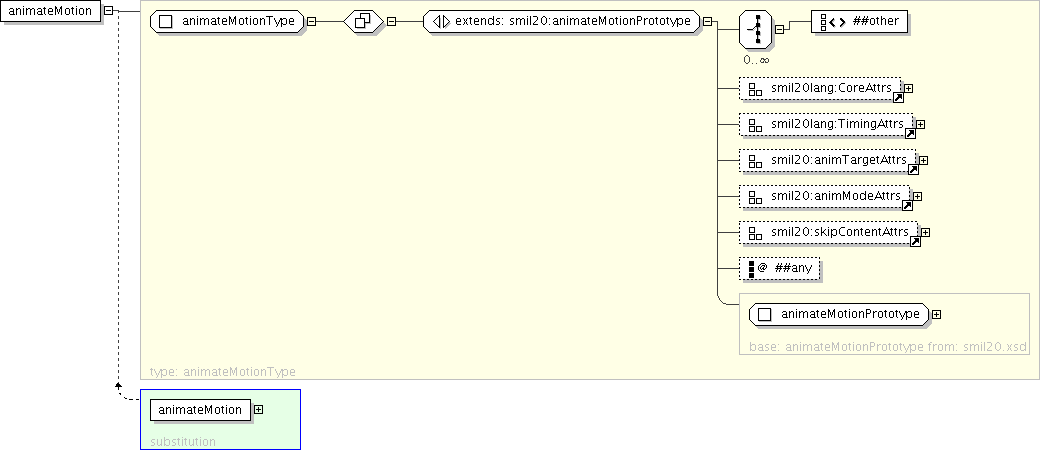 animateMotion
animateMotionType
extends: smil20:animateMotionPrototype
##other
0..∞
smil20lang:CoreAttrs
smil20lang:TimingAttrs
smil20:animTargetAttrs
smil20:animModeAttrs
smil20:skipContentAttrs
@ ##any
animateMotionPrototype
base: animateMotionPrototype from: smil20.xsd
type: animateMotionType
animateMotion
substitution